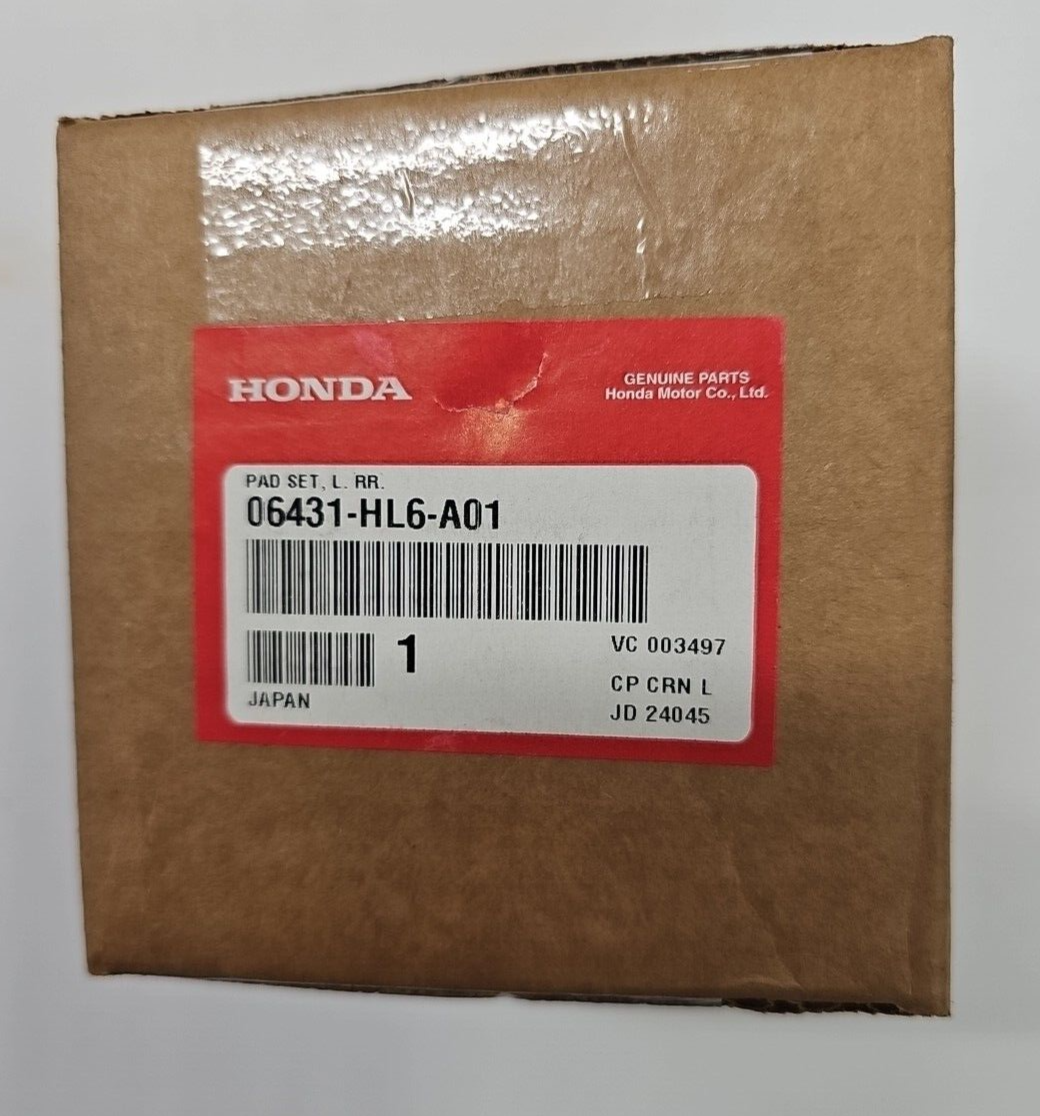 HONDA
GENUINE PARTS
Honda Motor Co., Ltd.
PAD SET, L. RR.
06431-HL6-A01
1
VC 003497
CP CRN L
JAPAN
JD 24045